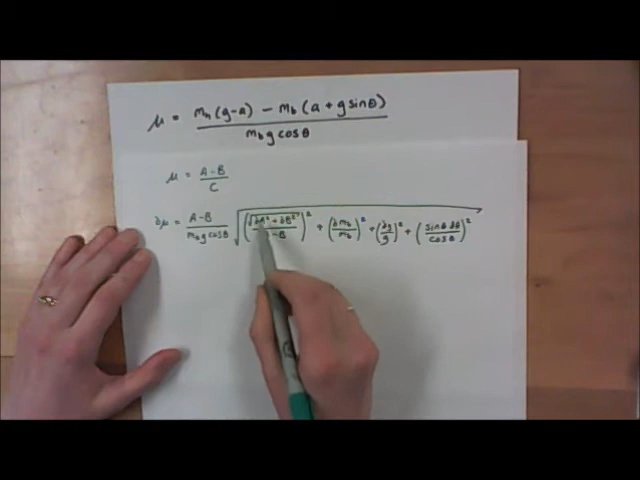 μ = m_h(g-a) - m_b(a + g sinθ) / m_b g cosθ
μ = A-B / C
∂μ = A-B / m_b g cosθ √((√∂A² + ∂B² / -B)² + (∂m_b / m_b)² + (∂g / g)² + (sinθ ∂θ / cosθ)²)